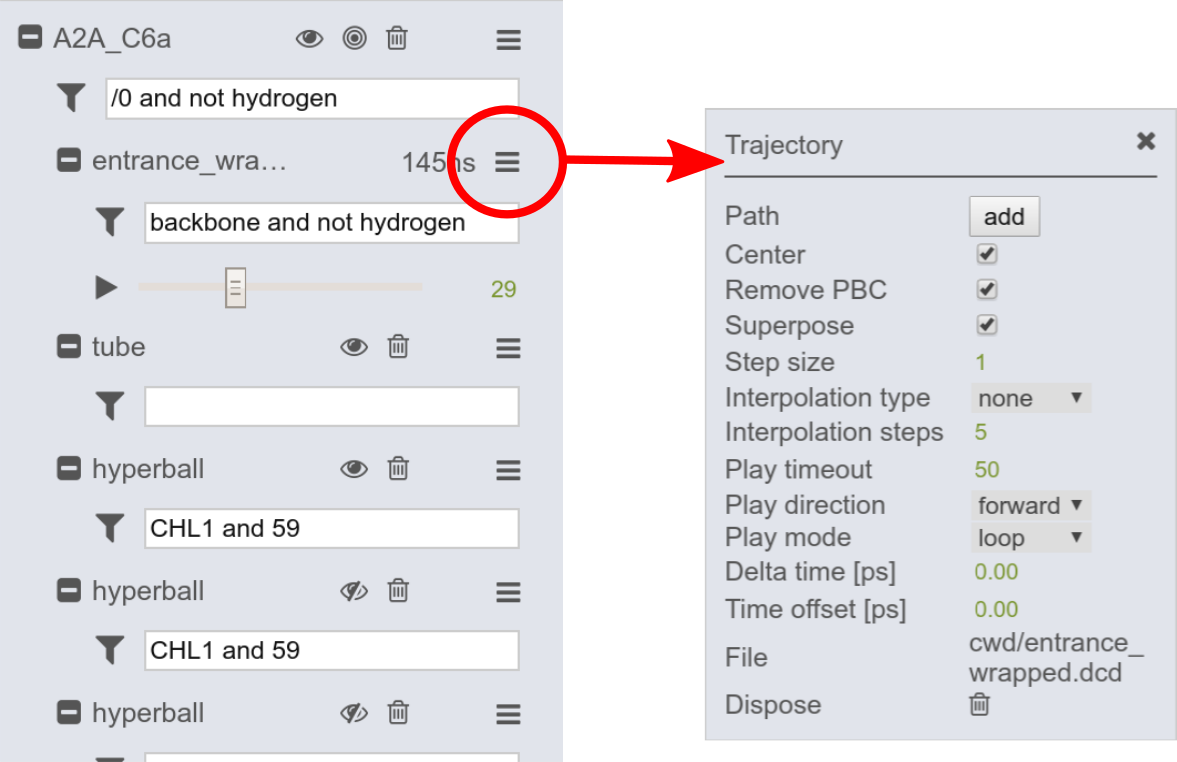 A2A_C6a
/0 and not hydrogen
entrance_wra… 145ns
backbone and not hydrogen
29
tube
hyperball
CHL1 and 59
hyperball
CHL1 and 59
hyperball
Trajectory
Path add
Center
Remove PBC
Superpose
Step size 1
Interpolation type none
Interpolation steps 5
Play timeout 50
Play direction forward
Play mode loop
Delta time [ps] 0.00
Time offset [ps] 0.00
File cwd/entrance_
wrapped.dcd
Dispose